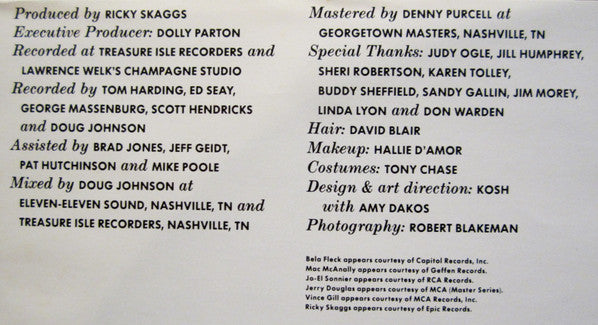 Produced by RICKY SKAGGS
Executive Producer: DOLLY PARTON
Recorded at TREASURE ISLE RECORDERS and
LAWRENCE WELK'S CHAMPAGNE STUDIO
Recorded by TOM HARDING, ED SEAY,
GEORGE MASSENBURG, SCOTT HENDRICKS
and DOUG JOHNSON
Assisted by BRAD JONES, JEFF GEIDT,
PAT HUTCHINSON and MIKE POOLE
Mixed by DOUG JOHNSON at
ELEVEN-ELEVEN SOUND, NASHVILLE, TN and
TREASURE ISLE RECORDERS, NASHVILLE, TN
Mastered by DENNY PURCELL at
GEORGETOWN MASTERS, NASHVILLE, TN
Special Thanks: JUDY OGLE, JILL HUMPHREY,
SHERI ROBERTSON, KAREN TOLLEY,
BUDDY SHEFFIELD, SANDY GALLIN, JIM MOREY,
LINDA LYON and DON WARDEN
Hair: DAVID BLAIR
Makeup: HALLIE D'AMOR
Costumes: TONY CHASE
Design & art direction: KOSH
with AMY DAKOS
Photography: ROBERT BLAKEMAN
Bela Fleck appears courtesy of Capitol Records, Inc.
Mac McAnally appears courtesy of Geffen Records.
Jo-El Sonnier appears courtesy of RCA Records.
Jerry Douglas appears courtesy of MCA (Master Series).
Vince Gill appears courtesy of MCA Records, Inc.
Ricky Skaggs appears courtesy of Epic Records.